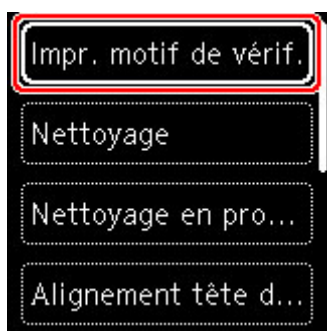 Impr. motif de vérif.
Nettoyage
Nettoyage en pro...
Alignement tête d...